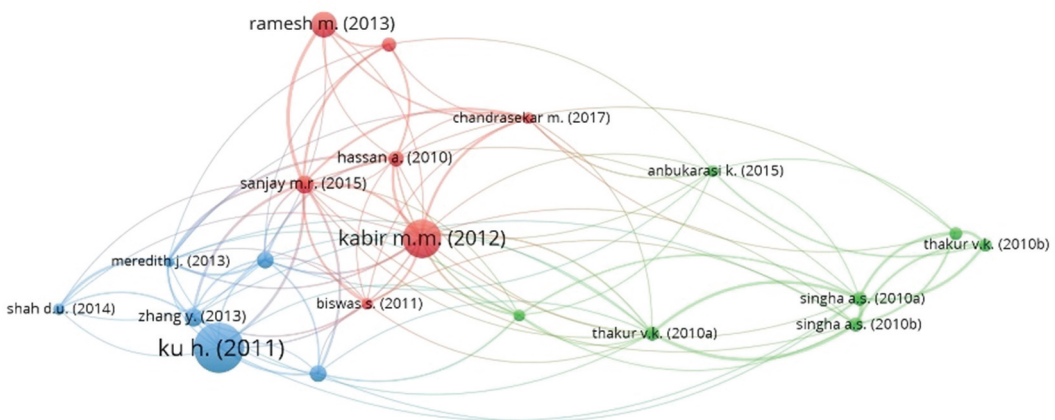 ramesh m. (2013)
chandrasekar m. (2017)
hassan a. (2010)
anbukarasi k. (2015)
sanjay m.r. (2015)
kabir m.m. (2012)
thakur v.k. (2010b)
meredith j. (2013)
singha a.s. (2010a)
biswas s. (2011)
shah d.u. (2014)
zhang y. (2013)
singha a.s. (2010b)
thakur v.k. (2010a)
ku h. (2011)